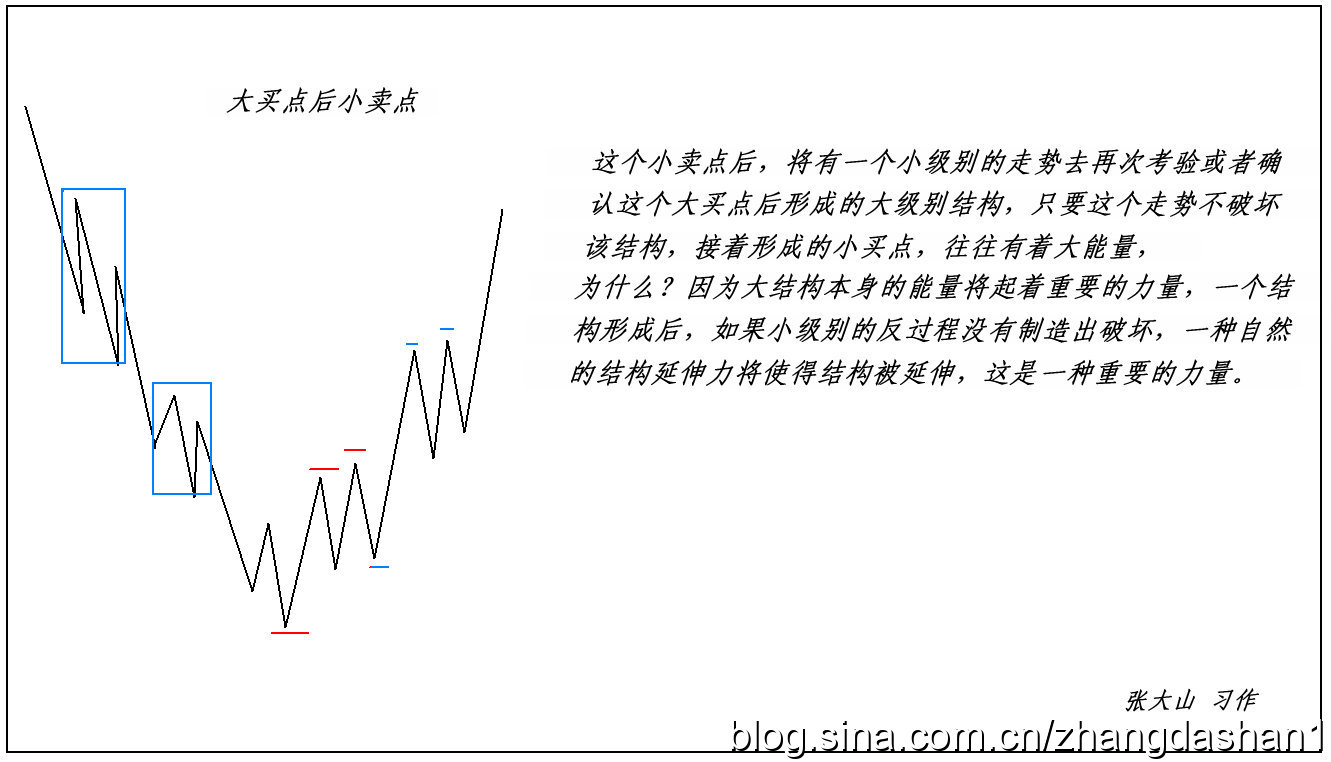 大买点后小卖点
这个小卖点后，将有一个小级别的走势去再次考验或者确
认这个大买点后形成的大级别结构，只要这个走势不破坏
该结构，接着形成的小买点，往往有着大能量，
为什么？因为大结构本身的能量将起着重要的力量，一个结
构形成后，如果小级别的反过程没有制造出破坏，一种自然
的结构延伸力将使得结构被延伸，这是一种重要的力量。
张大山 习作
blog.sina.com.cn/zhangdashan1